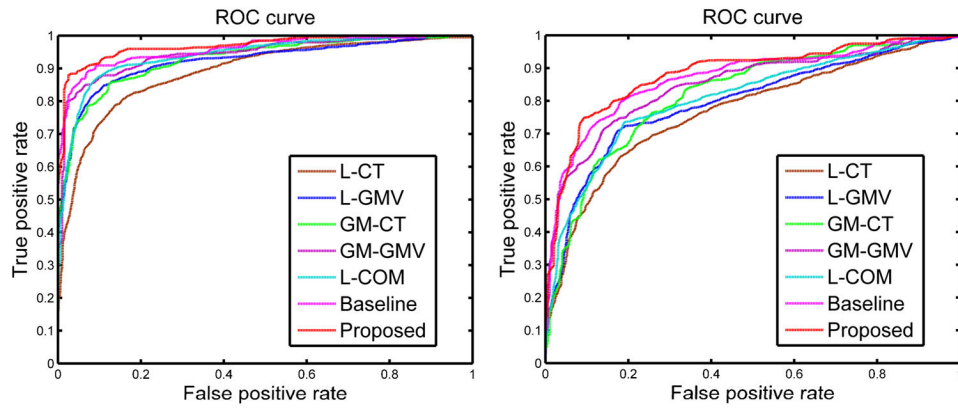 ROC curve
True positive rate
1
0.9
0.8
0.7
0.6
0.5
0.4
0.3
0.2
0.1
0
0 0.2 0.4 0.6 0.8 1
False positive rate
L-CT
L-GMV
GM-CT
GM-GMV
L-COM
Baseline
Proposed
ROC curve
True positive rate
1
0.9
0.8
0.7
0.6
0.5
0.4
0.3
0.2
0.1
0
0 0.2 0.4 0.6 0.8 1
False positive rate
L-CT
L-GMV
GM-CT
GM-GMV
L-COM
Baseline
Proposed